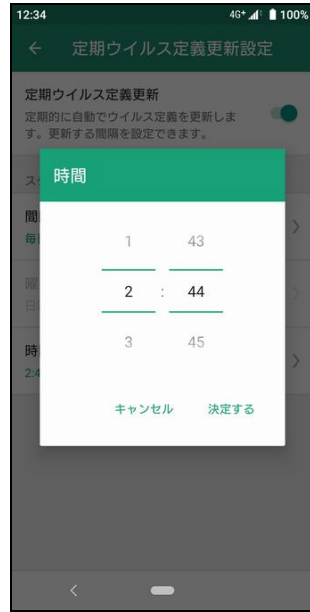 12:34 4G+ 100%
定期ウイルス定義更新設定
定期ウイルス定義更新
定期的に自動でウイルス定義を更新しま
す。更新する間隔を設定できます。
ス
時間
間
毎
1 43
曜
日
2 : 44
時
2:4
3 45
キャンセル 決定する